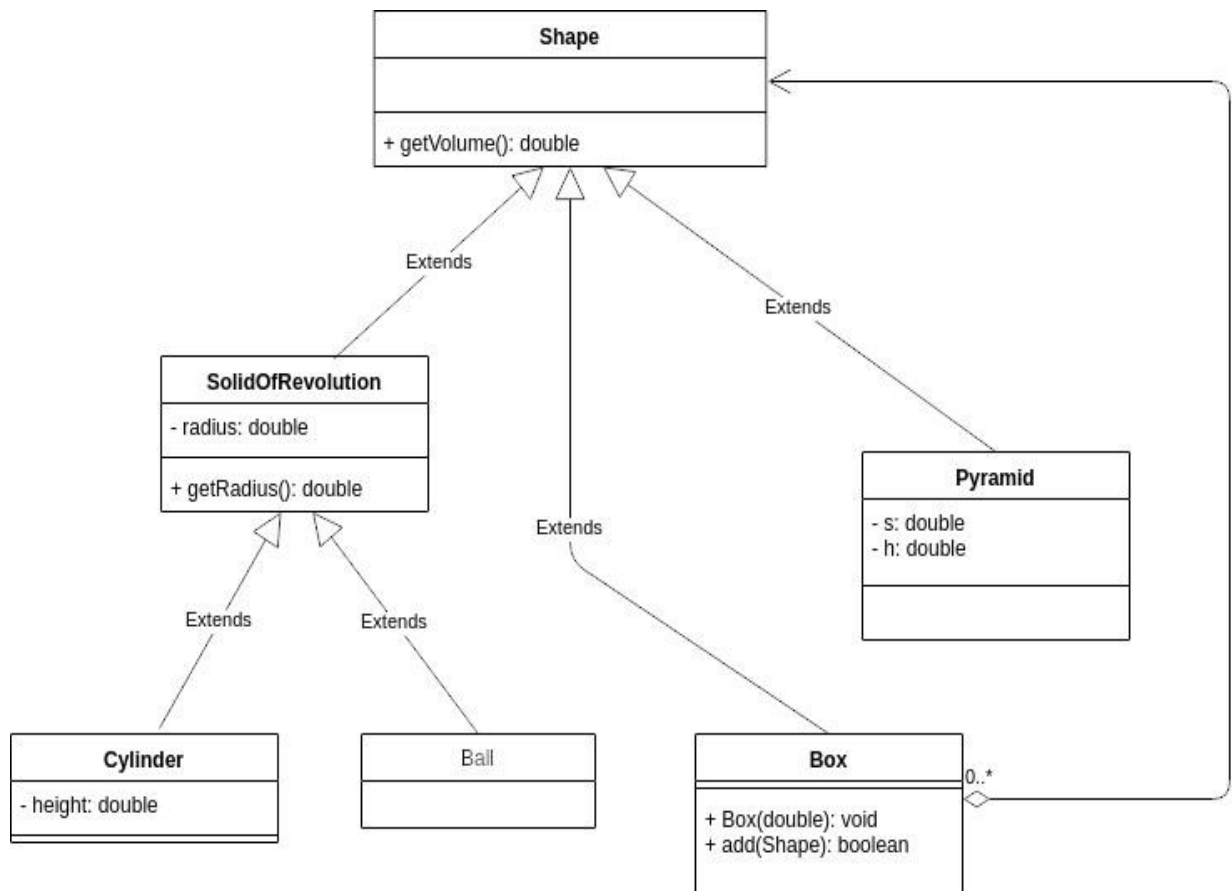 Shape
+ getVolume(): double
Extends
Extends
SolidOfRevolution
- radius: double
+ getRadius(): double
Pyramid
- s: double
- h: double
Extends
Extends
Extends
Cylinder
- height: double
Ball
Box
0..*
+ Box(double): void
+ add(Shape): boolean